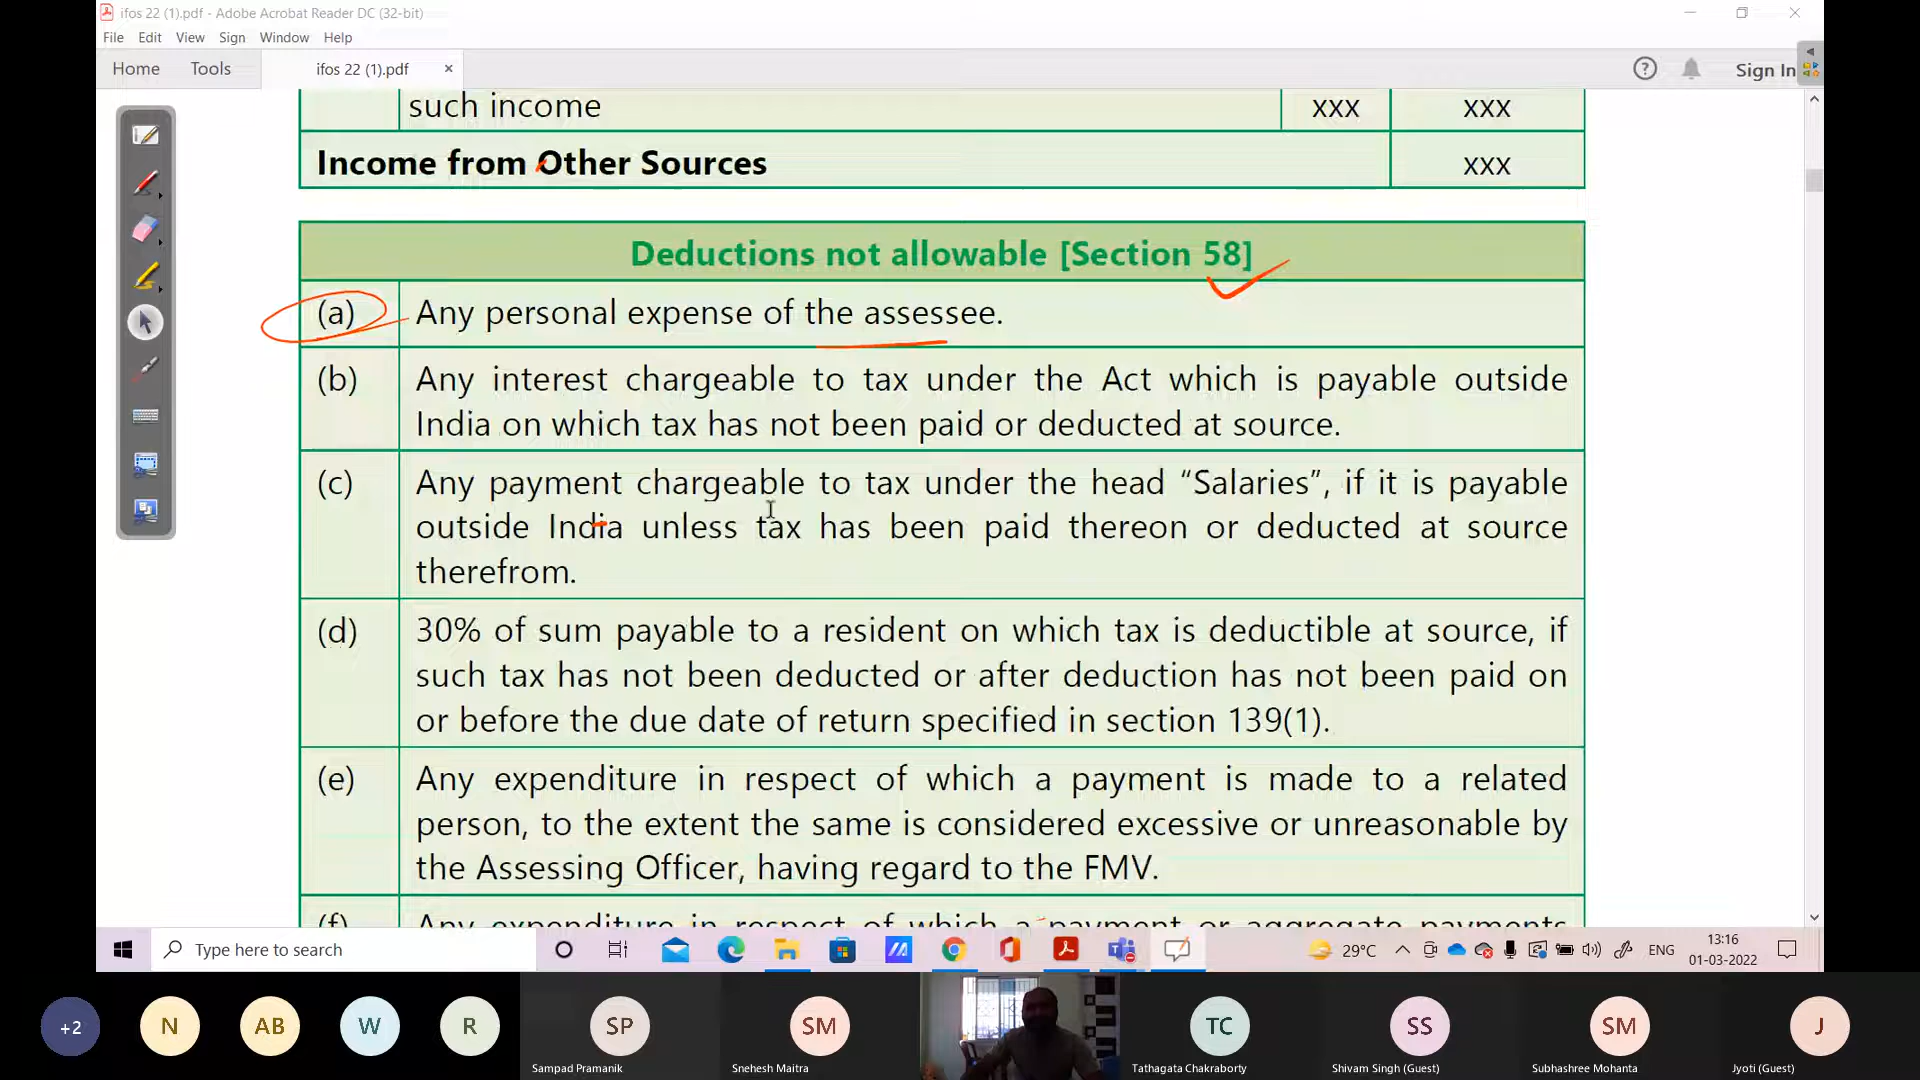 ifos 22 (1).pdf - Adobe Acrobat Reader DC (32-bit)
File Edit View Sign Window Help
Home Tools ifos 22 (1).pdf × Sign In
such income xxx xxx
Income from Other Sources xxx
Deductions not allowable [Section 58]
(a) Any personal expense of the assessee.
(b) Any interest chargeable to tax under the Act which is payable outside
India on which tax has not been paid or deducted at source.
(c) Any payment chargeable to tax under the head “Salaries”, if it is payable
outside India unless tax has been paid thereon or deducted at source
therefrom.
(d) 30% of sum payable to a resident on which tax is deductible at source, if
such tax has not been deducted or after deduction has not been paid on
or before the due date of return specified in section 139(1).
(e) Any expenditure in respect of which a payment is made to a related
person, to the extent the same is considered excessive or unreasonable by
the Assessing Officer, having regard to the FMV.
(f) Any expenditure in respect of which a payment or aggregate payments
Type here to search 29°C ENG 13:16
01-03-2022
+2 N AB W R SP SM TC SS SM J
Sampad Pramanik Snehesh Maitra Tathagata Chakraborty Shivam Singh (Guest) Subhashree Mohanta Jyoti (Guest)